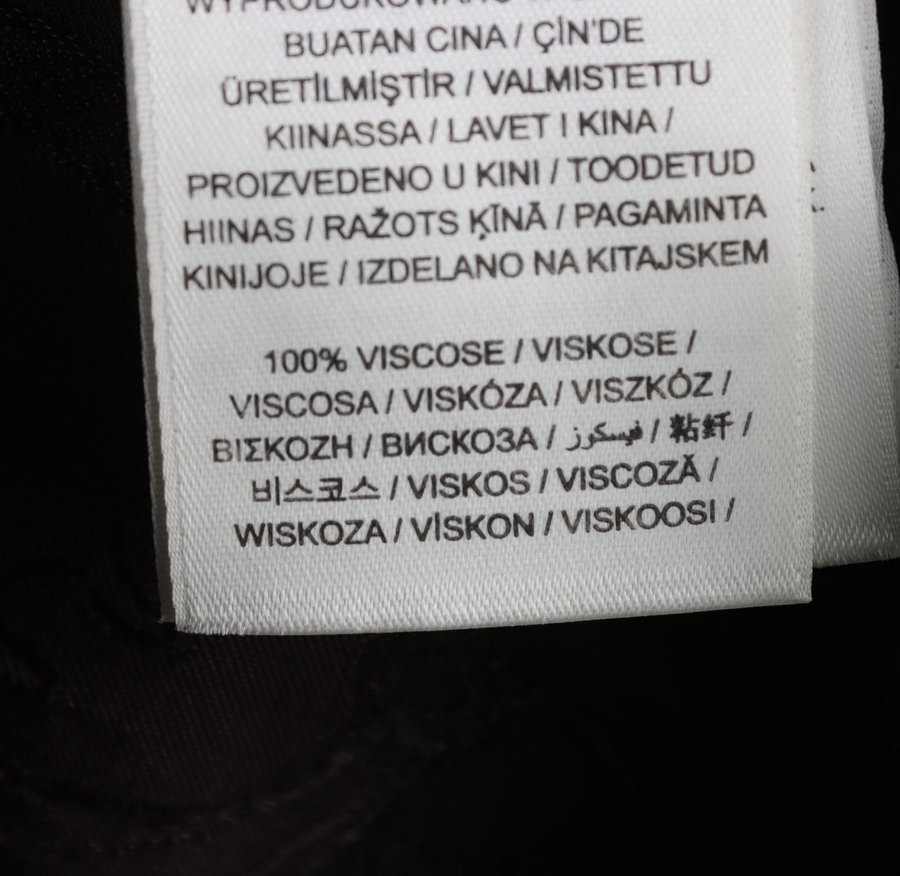 WYPRODUKOWANO
BUATAN CINA / ÇİN'DE
ÜRETİLMİŞTİR / VALMISTETTU
KIINASSA / LAVET I KINA /
PROIZVEDENO U KINI / TOODETUD
HIINAS / RAŽOTS ĶĪNĀ / PAGAMINTA
KINIJOJE / IZDELANO NA KITAJSKEM
100% VISCOSE / VISKOSE /
VISCOSA / VISKÓZA / VISZKÓZ /
ΒΙΣΚΟΖΗ / ВИСКОЗА / فيسكوز / 粘纤 /
비스코스 / VISKOS / VISCOZĂ /
WISKOZA / VİSKON / VISKOOSI /